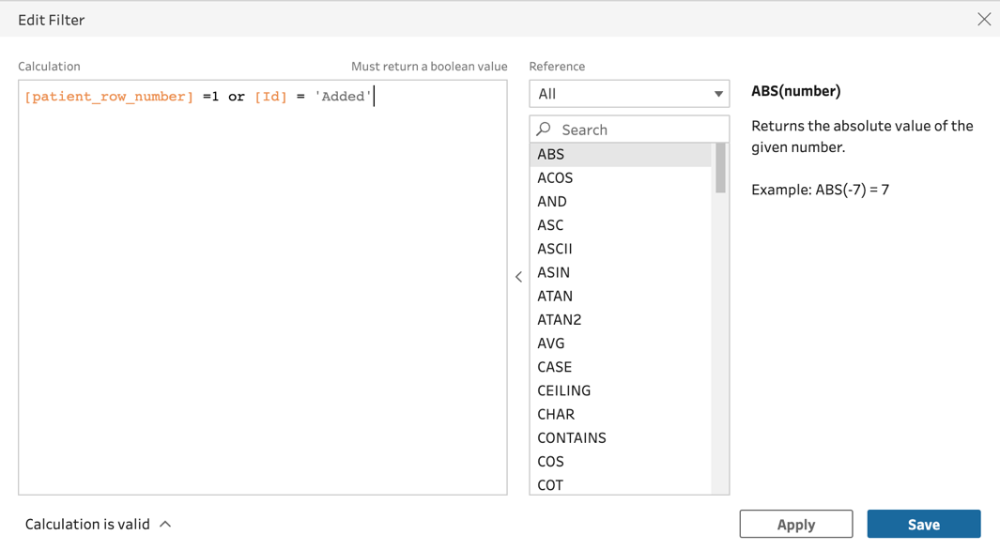 Edit Filter
Calculation
Must return a boolean value
[patient_row_number] =1 or [Id] = 'Added'
Calculation is valid
Reference
All
Search
ABS
ACOS
AND
ASC
ASCII
ASIN
ATAN
ATAN2
AVG
CASE
CEILING
CHAR
CONTAINS
COS
COT
ABS(number)
Returns the absolute value of the
given number.
Example: ABS(-7) = 7
Apply
Save